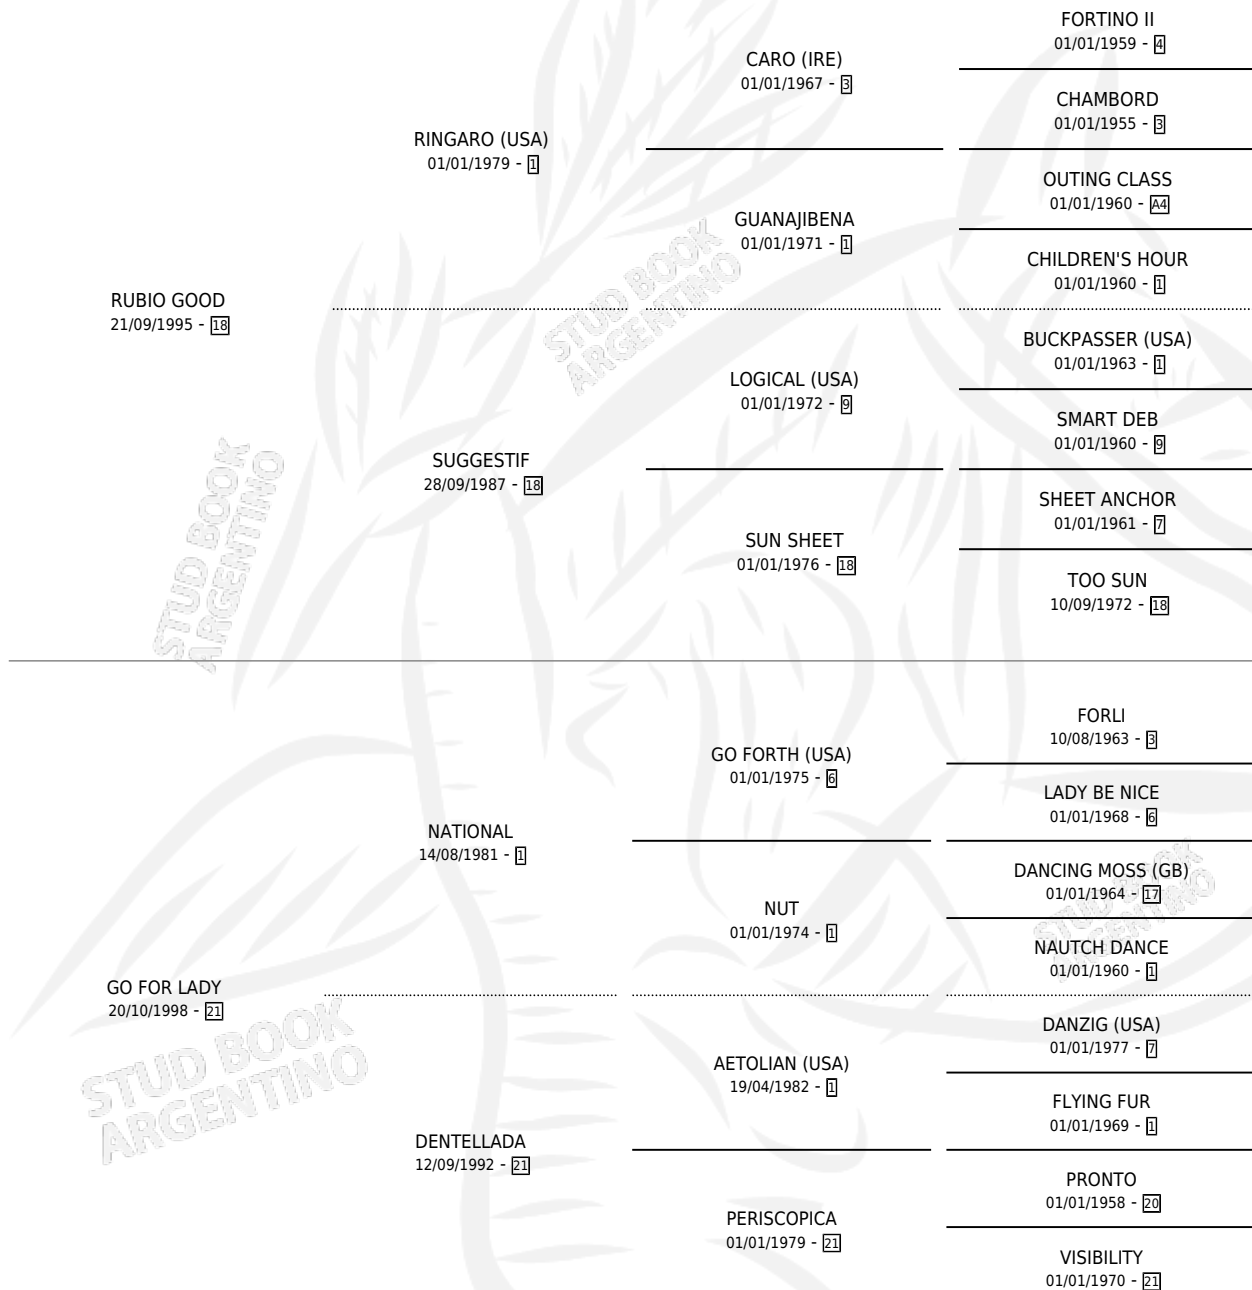 FORTINO II
01/01/1959 - 4
CARO (IRE)
01/01/1967 - 3
CHAMBORD
01/01/1955 - 3
RINGARO (USA)
01/01/1979 - 1
OUTING CLASS
01/01/1960 - A4
GUANAJIBENA
01/01/1971 - 1
CHILDREN'S HOUR
01/01/1960 - 1
RUBIO GOOD
21/09/1995 - 18
BUCKPASSER (USA)
01/01/1963 - 1
LOGICAL (USA)
01/01/1972 - 9
SMART DEB
01/01/1960 - 9
SUGGESTIF
28/09/1987 - 18
SHEET ANCHOR
01/01/1961 - 7
SUN SHEET
01/01/1976 - 18
TOO SUN
10/09/1972 - 18
STUD BOOK
ARGENTINO
STUD BOOK
ARGENTINO
FORLI
10/08/1963 - 3
GO FORTH (USA)
01/01/1975 - 6
LADY BE NICE
01/01/1968 - 6
NATIONAL
14/08/1981 - 1
DANCING MOSS (GB)
01/01/1964 - 17
NUT
01/01/1974 - 1
NAUTCH DANCE
01/01/1960 - 1
GO FOR LADY
20/10/1998 - 21
DANZIG (USA)
01/01/1977 - 7
AETOLIAN (USA)
19/04/1982 - 1
FLYING FUR
01/01/1969 - 1
DENTELLADA
12/09/1992 - 21
PRONTO
01/01/1958 - 20
PERISCOPICA
01/01/1979 - 21
VISIBILITY
01/01/1970 - 21
STUD BOOK
ARGENTINO
STUD BOOK
ARGENTINO